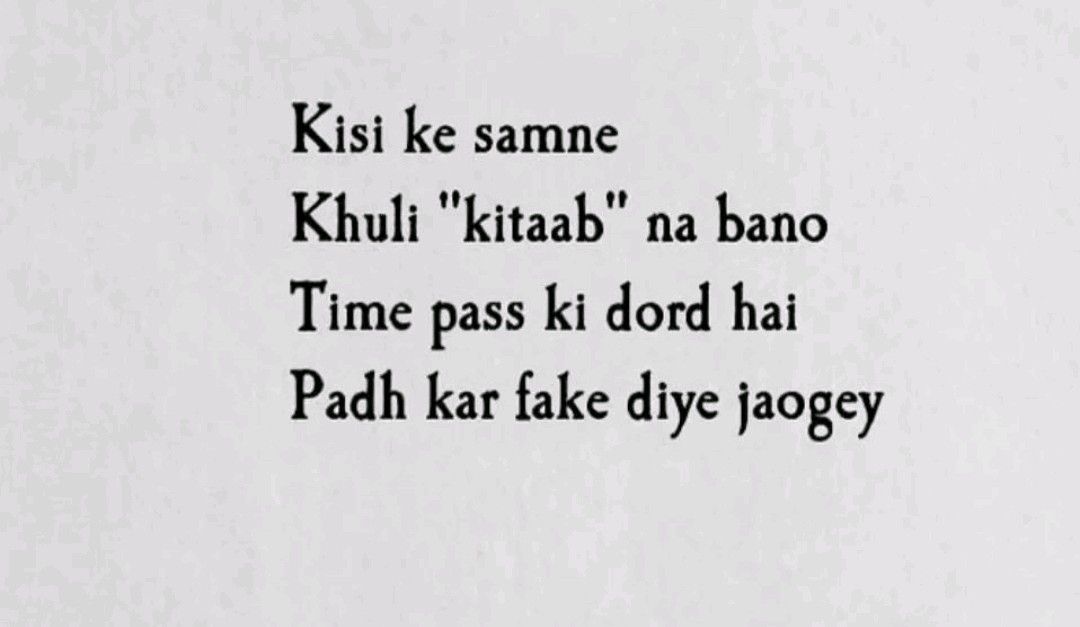 Kisi ke samne
Khuli "kitaab" na bano
Time pass ki dord hai
Padh kar fake diye jaogey